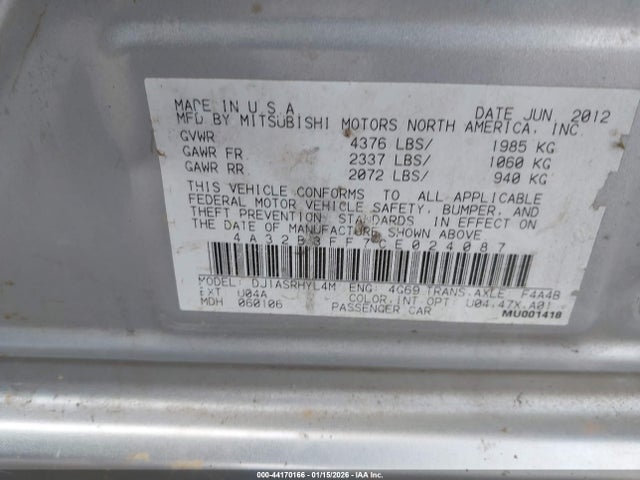 MADE IN U S A DATE JUN, 2012
MFD BY MITSUBISHI MOTORS NORTH AMERICA, INC
GVWR 4376 LBS/ 1985 KG
GAWR FR 2337 LBS/ 1060 KG
GAWR RR 2072 LBS/ 940 KG
THIS VEHICLE CONFORMS TO ALL APPLICABLE
FEDERAL MOTOR VEHICLE SAFETY, BUMPER, AND
THEFT PREVENTION STANDARDS IN EFFECT ON
THE DATE OF MANUFACTURE SHOWN ABOVE
4A32B3FF7CE024087
MODEL: DJ1ASRHYL4M ENG 4G69 TRANS.AXLE F4A4B
EXT U04A COLOR.INT OPT U04.47X.A01
MDH 060106 PASSENGER CAR
MU001418
000-44170166 - 01/15/2026 - IAA Inc.